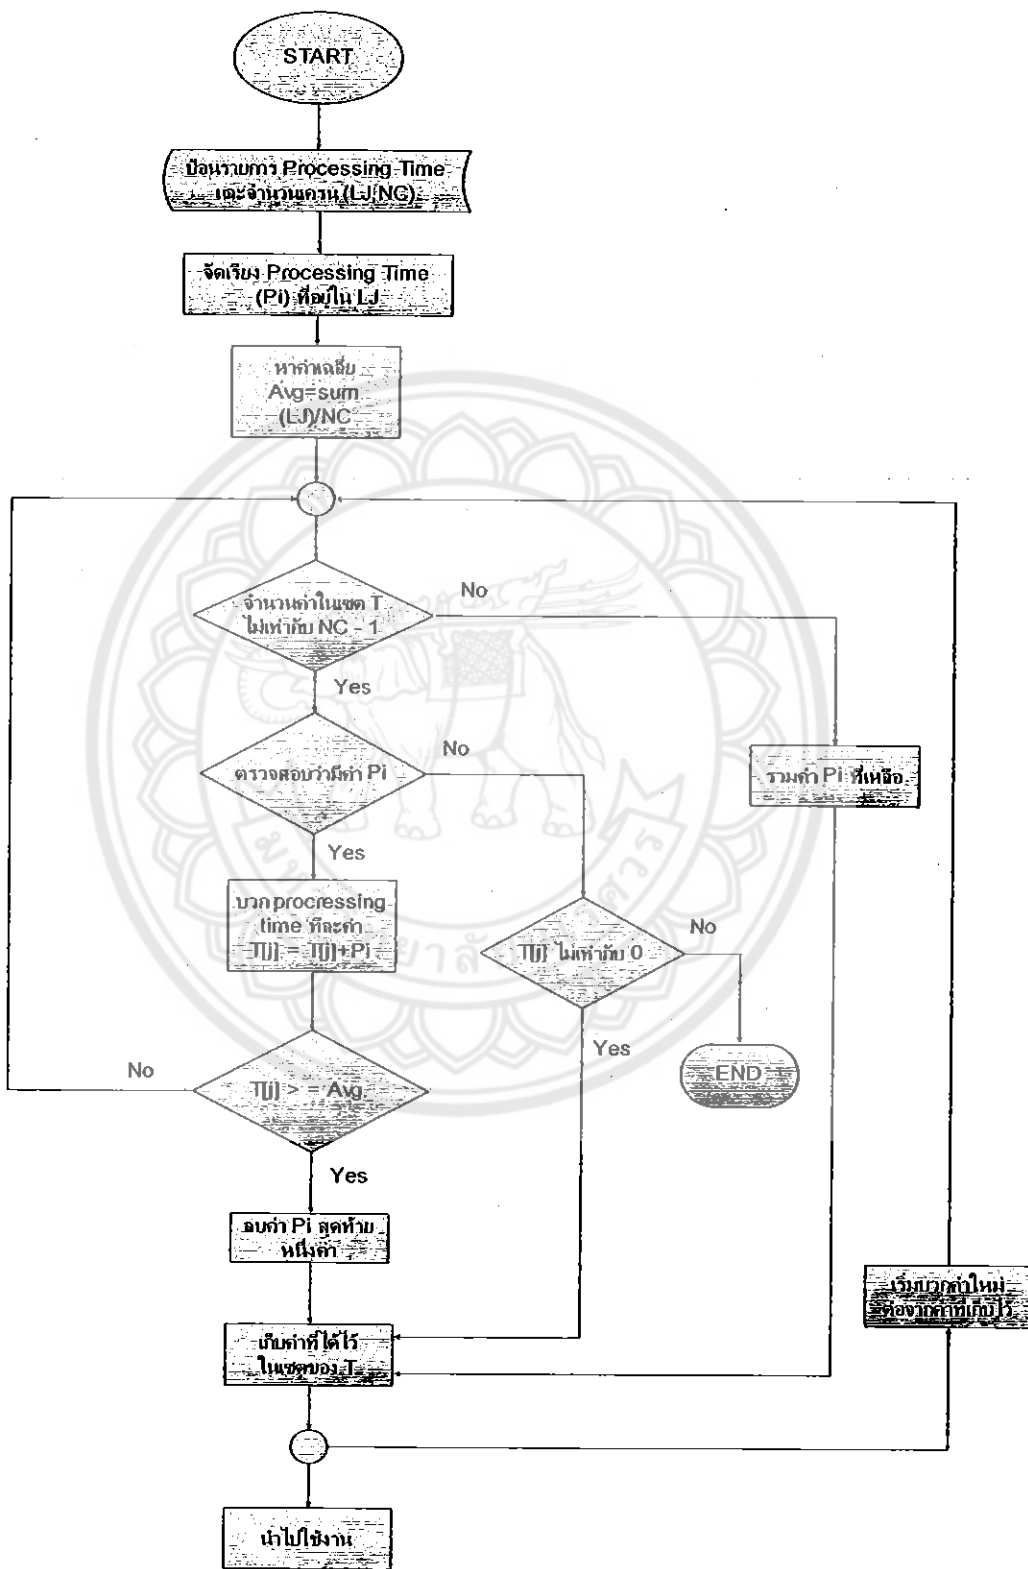 START
ป้อนรายการ Processing Time
และจำนวนเครน (LJ,NC)
จัดเรียง Processing Time
(Pi) ที่อยู่ใน LJ
หาค่าเฉลี่ย
Avg=sum
(LJ)/NC
จำนวนค่าในเซต T
ไม่เท่ากับ NC - 1
No
Yes
ตรวจสอบว่ามีค่า Pi
No
รวมค่า Pi ที่เหลือ
Yes
บวก procressing
time ทีละค่า
T[j] = T[j]+Pi
T[j] ไม่เท่ากับ 0
No
Yes
END
No
T[j] > = Avg
Yes
ลบค่า Pi สุดท้าย
หนึ่งค่า
เริ่มบวกค่าใหม่
ต่อจากค่าที่เก็บไว้
เก็บค่าที่ได้ไว้
ในเซตของ T
นำไปใช้งาน